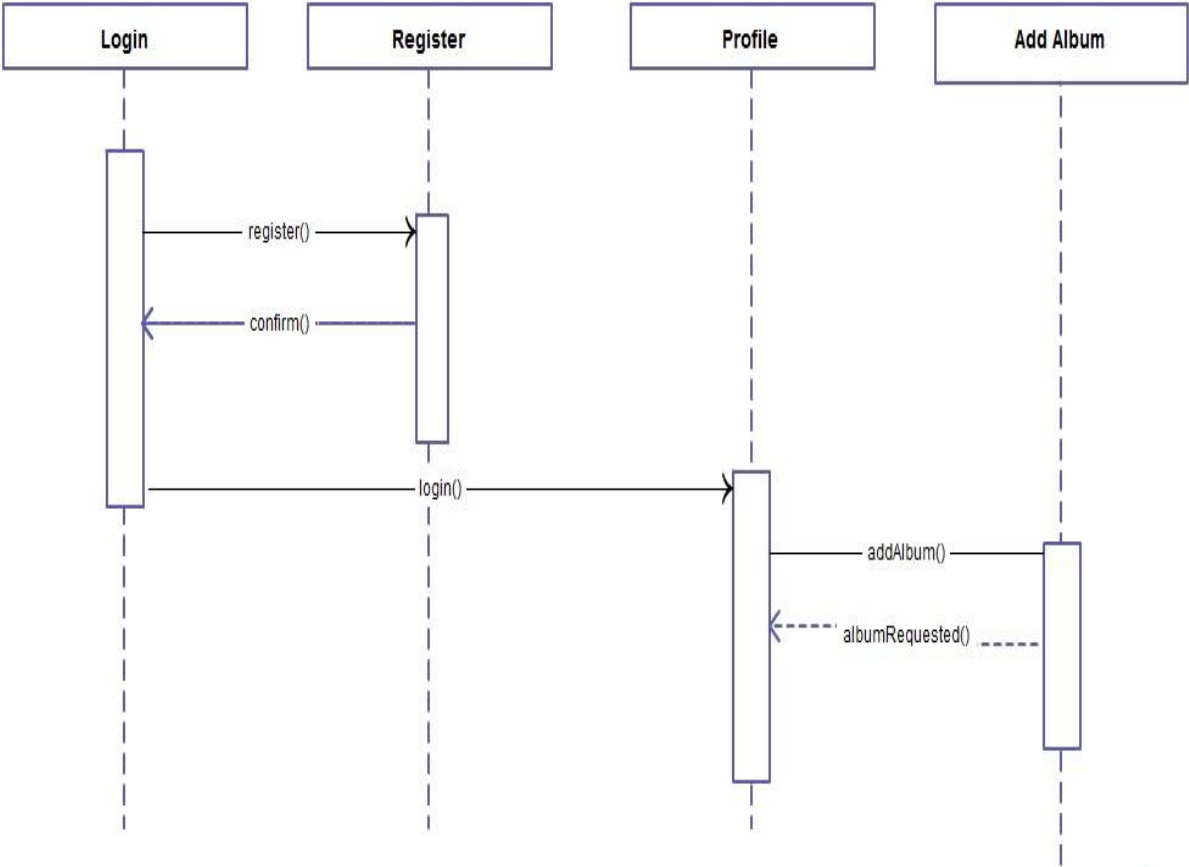 Login
Register
Profile
Add Album
register()
confirm()
login()
addAlbum()
albumRequested()